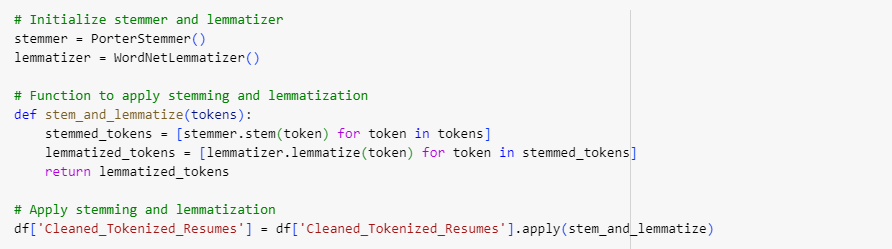 # Initialize stemmer and lemmatizer
stemmer = PorterStemmer()
lemmatizer = WordNetLemmatizer()

# Function to apply stemming and lemmatization
def stem_and_lemmatize(tokens):
    stemmed_tokens = [stemmer.stem(token) for token in tokens]
    lemmatized_tokens = [lemmatizer.lemmatize(token) for token in stemmed_tokens]
    return lemmatized_tokens

# Apply stemming and lemmatization
df['Cleaned_Tokenized_Resumes'] = df['Cleaned_Tokenized_Resumes'].apply(stem_and_lemmatize)